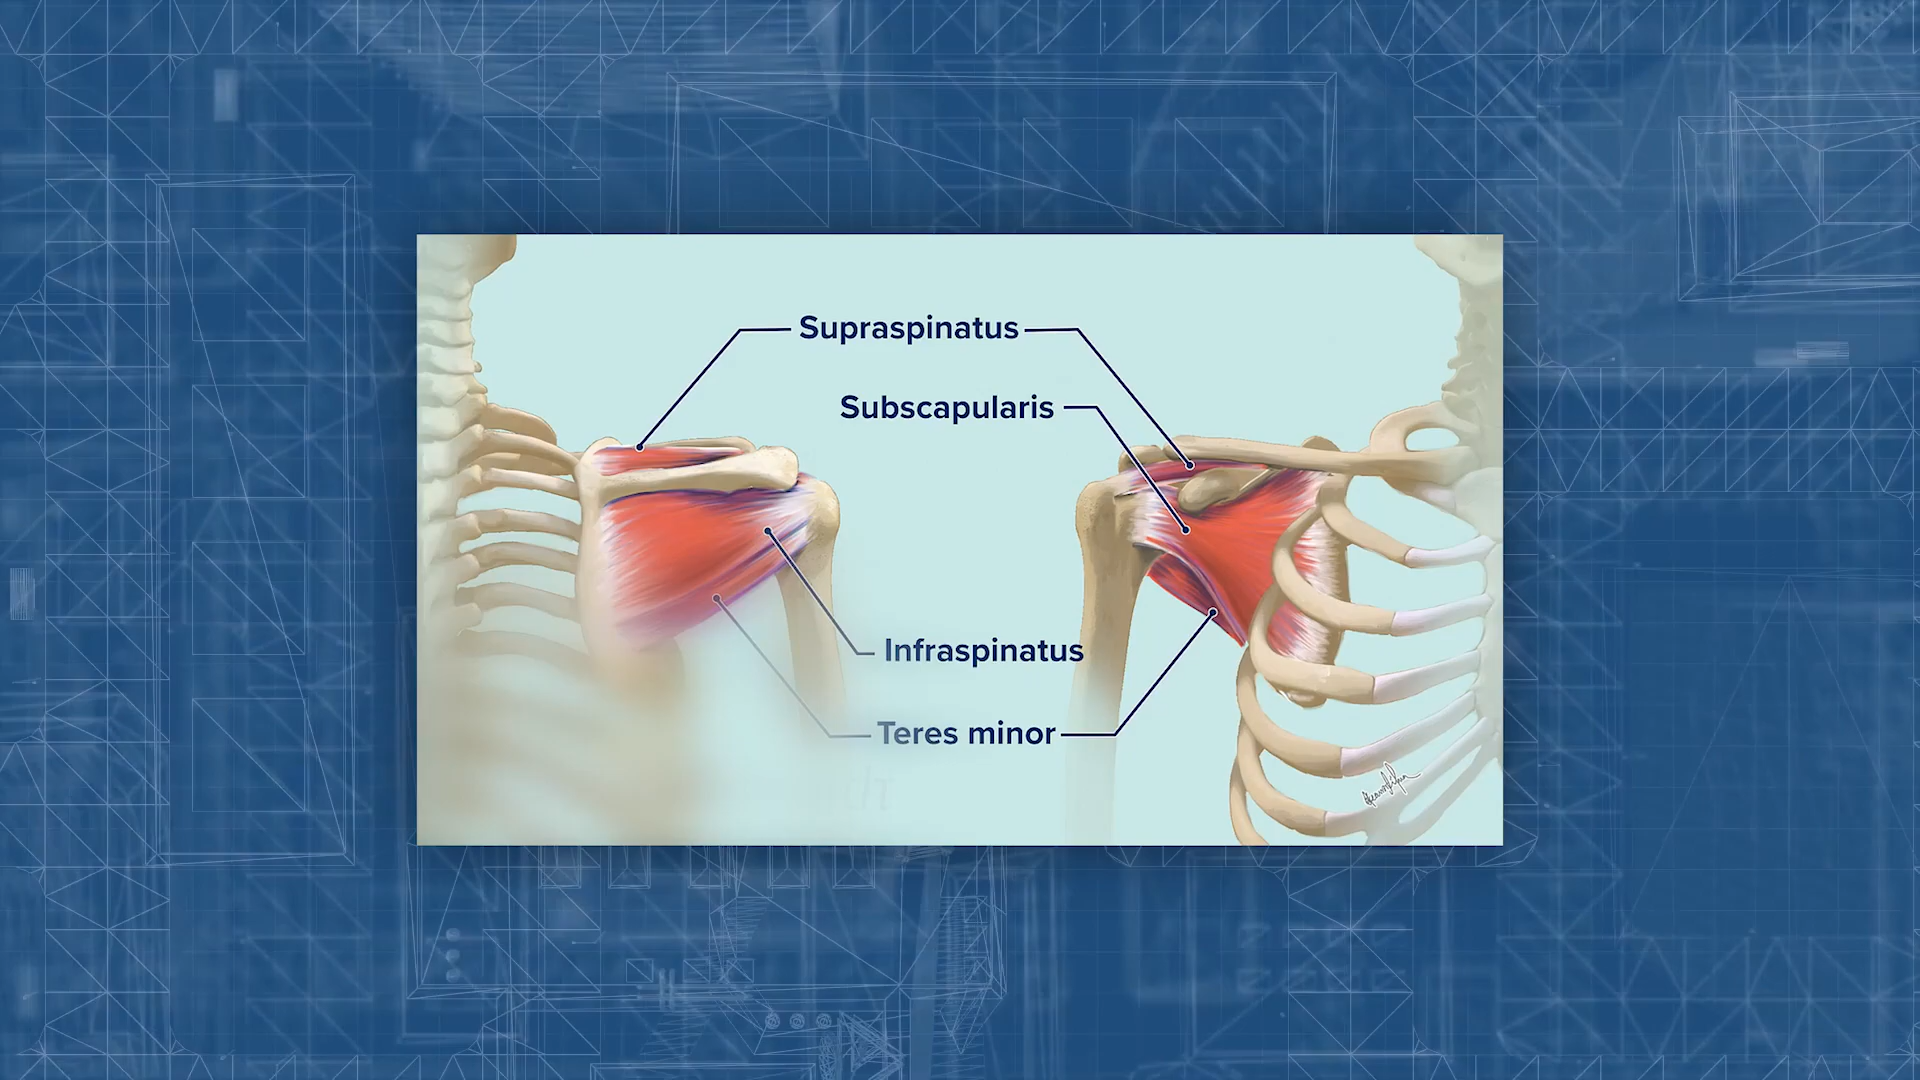 Supraspinatus
Subscapularis
Infraspinatus
Teres minor